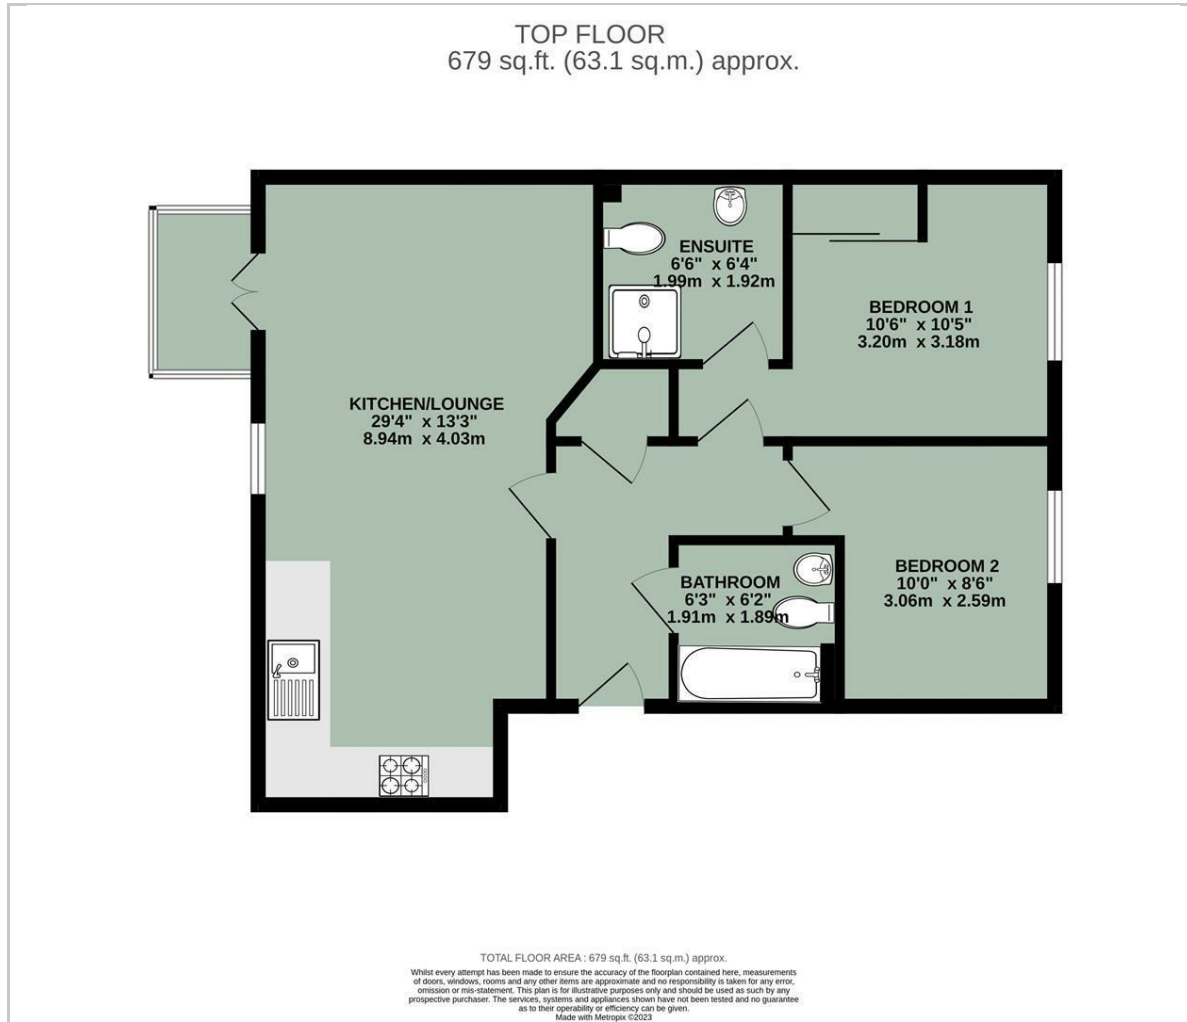 TOP FLOOR
679 sq.ft. (63.1 sq.m.) approx.
ENSUITE
6'6" x 6'4"
1.99m x 1.92m
BEDROOM 1
10'6" x 10'5"
3.20m x 3.18m
KITCHEN/LOUNGE
29'4" x 13'3"
8.94m x 4.03m
BEDROOM 2
10'0" x 8'6"
3.06m x 2.59m
BATHROOM
6'3" x 6'2"
1.91m x 1.89m
TOTAL FLOOR AREA : 679 sq.ft. (63.1 sq.m.) approx.
Whilst every attempt has been made to ensure the accuracy of the floorplan contained here, measurements
of doors, windows, rooms and any other items are approximate and no responsibility is taken for any error,
omission or mis-statement. This plan is for illustrative purposes only and should be used as such by any
prospective purchaser. The services, systems and appliances shown have not been tested and no guarantee
as to their operability or efficiency can be given.
Made with Metropix ©2023